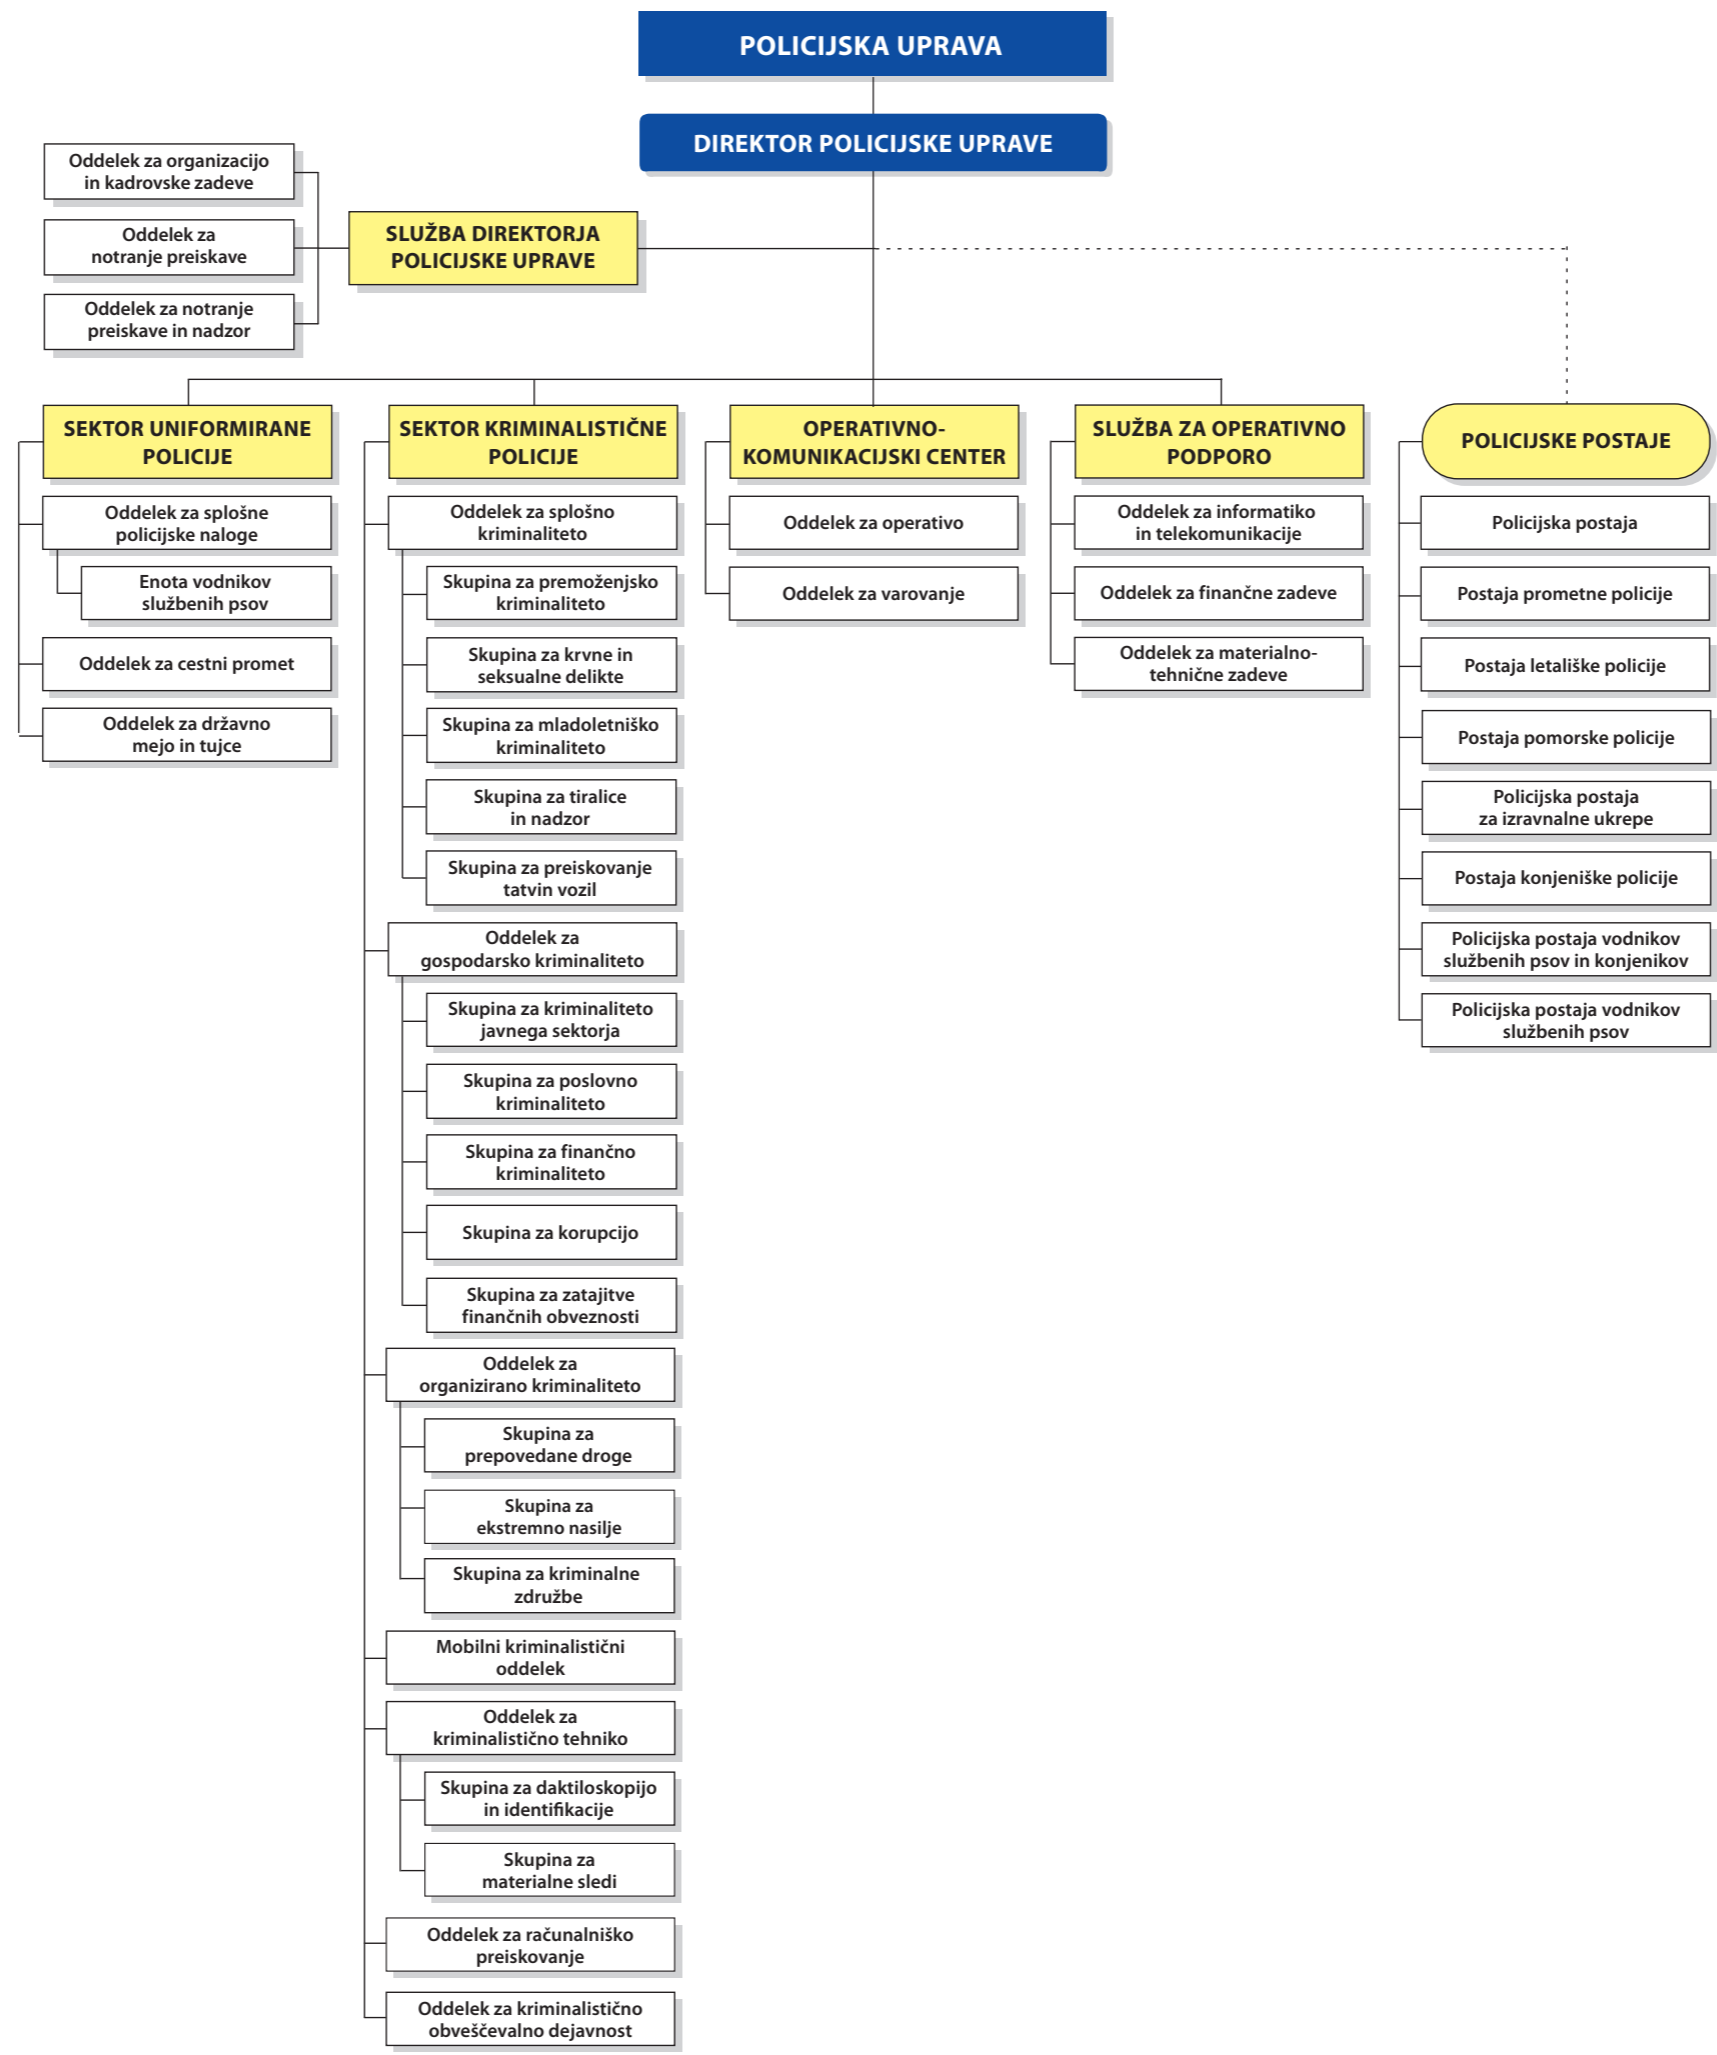 POLICIJSKA UPRAVA
DIREKTOR POLICIJSKE UPRAVE
Oddelek za organizacijo
in kadrovske zadeve
Oddelek za
notranje preiskave
Oddelek za notranje
preiskave in nadzor
SLUŽBA DIREKTORJA
POLICIJSKE UPRAVE
SEKTOR UNIFORMIRANE
POLICIJE
Oddelek za splošne
policijske naloge
Enota vodnikov
službenih psov
Oddelek za cestni promet
Oddelek za državno
mejo in tujce
SEKTOR KRIMINALISTIČNE
POLICIJE
Oddelek za splošno
kriminaliteto
Skupina za premoženjsko
kriminaliteto
Skupina za krvne in
seksualne delikte
Skupina za mladoletniško
kriminaliteto
Skupina za tiralice
in nadzor
Skupina za preiskovanje
tatvin vozil
Oddelek za
gospodarsko kriminaliteto
Skupina za kriminaliteto
javnega sektorja
Skupina za poslovno
kriminaliteto
Skupina za finančno
kriminaliteto
Skupina za korupcijo
Skupina za zatajitve
finančnih obveznosti
Oddelek za
organizirano kriminaliteto
Skupina za
prepovedane droge
Skupina za
ekstremno nasilje
Skupina za kriminalne
združbe
Mobilni kriminalistični
oddelek
Oddelek za
kriminalistično tehniko
Skupina za daktiloskopijo
in identifikacije
Skupina za
materialne sledi
Oddelek za računalniško
preiskovanje
Oddelek za kriminalistično
obveščevalno dejavnost
OPERATIVNO-
KOMUNIKACIJSKI CENTER
Oddelek za operativo
Oddelek za varovanje
SLUŽBA ZA OPERATIVNO
PODPORO
Oddelek za informatiko
in telekomunikacije
Oddelek za finančne zadeve
Oddelek za materialno-
tehnične zadeve
POLICIJSKE POSTAJE
Policijska postaja
Postaja prometne policije
Postaja letališke policije
Postaja pomorske policije
Policijska postaja
za izravnalne ukrepe
Postaja konjeniške policije
Policijska postaja vodnikov
službenih psov in konjenikov
Policijska postaja vodnikov
službenih psov